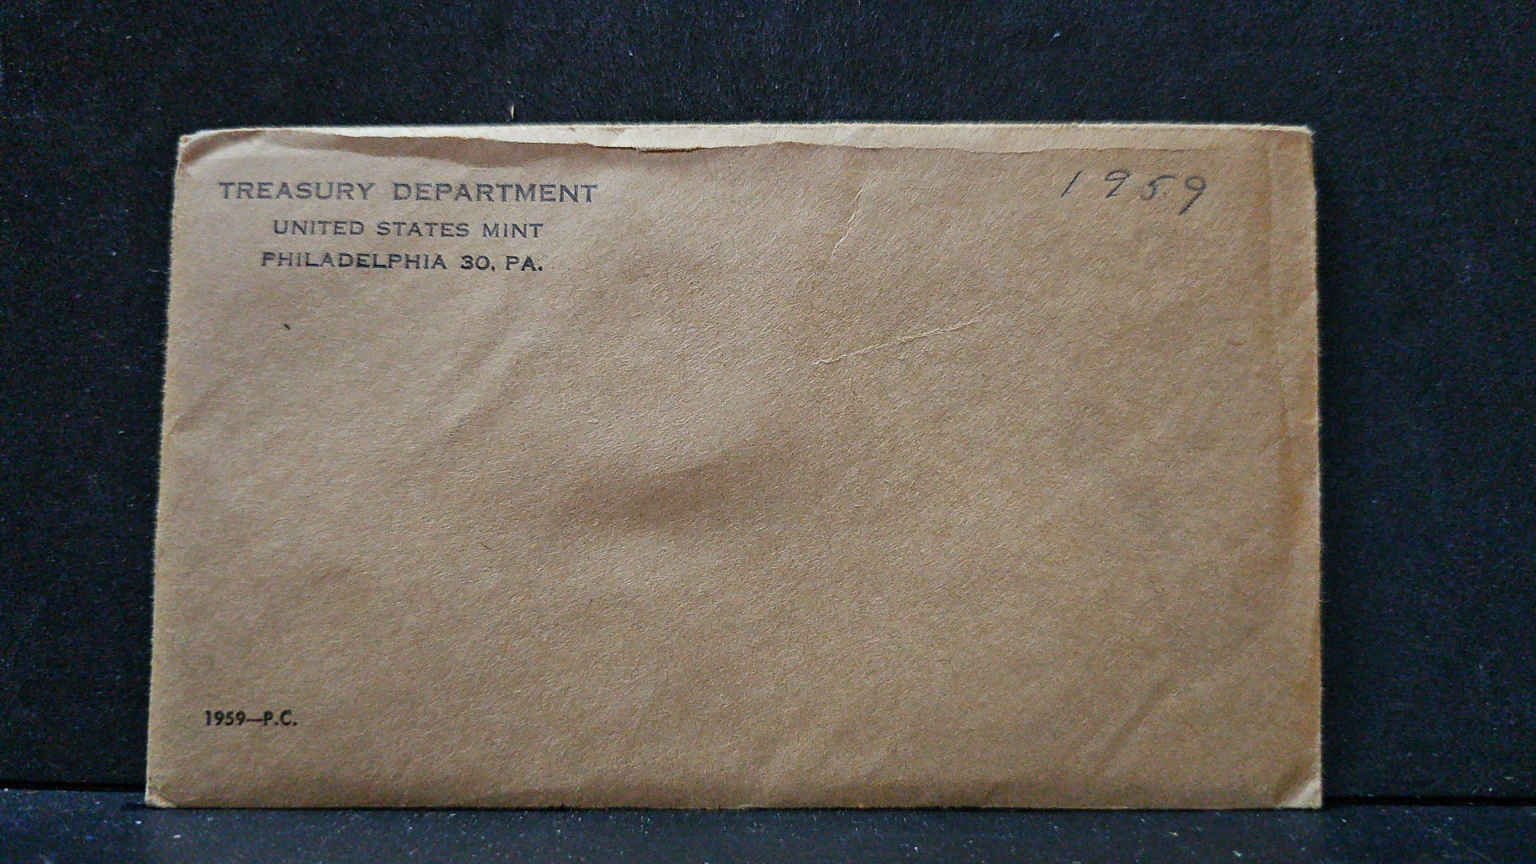 TREASURY DEPARTMENT
UNITED STATES MINT
PHILADELPHIA 30, PA.
1959
1959—P.C.